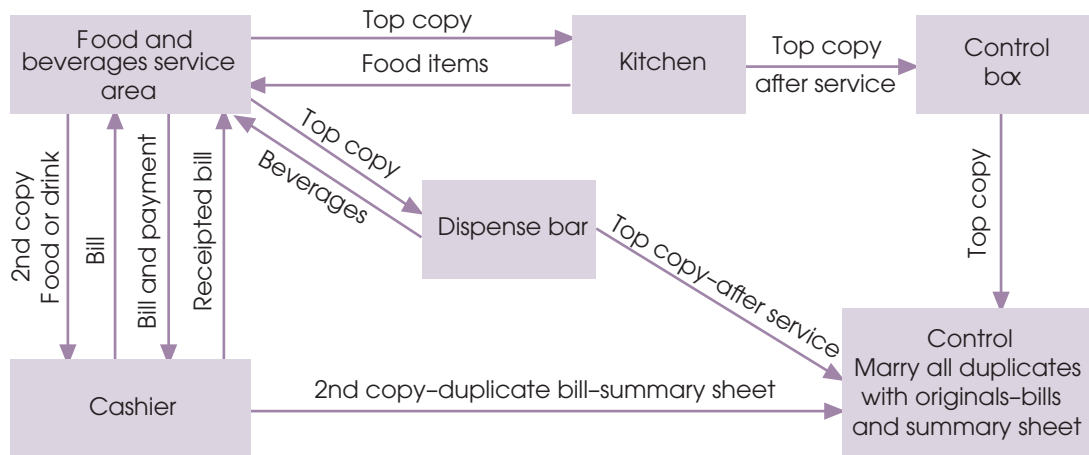 Food and
beverages service
area
Top copy
Food items
Kitchen
Top copy
after service
Control
box
2nd copy
Food or drink
Bill
Bill and payment
Receipted bill
Top copy
Beverages
Dispense bar
Top copy–after service
Top copy
Cashier
2nd copy–duplicate bill–summary sheet
Control
Marry all duplicates
with originals–bills
and summary sheet